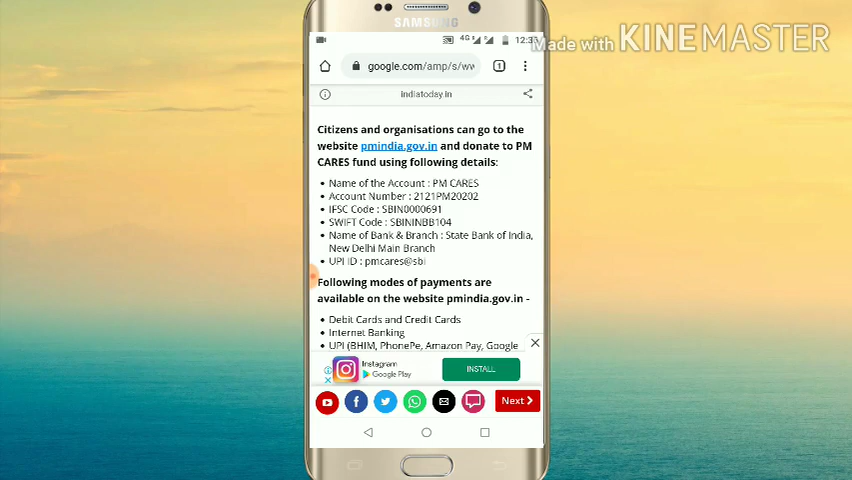 SAMSUNG
4G
Made with KINEMASTER
google.com/amp/s/ww
1
indiatoday.in
Citizens and organisations can go to the
website pmindia.gov.in and donate to PM
CARES fund using following details:
Name of the Account : PM CARES
Account Number : 2121PM20202
IFSC Code : SBIN0000691
SWIFT Code : SBININBB104
Name of Bank & Branch : State Bank of India,
New Delhi Main Branch
UPI ID : pmcares@sbi
Following modes of payments are
available on the website pmindia.gov.in -
Debit Cards and Credit Cards
Internet Banking
UPI (BHIM, PhonePe, Amazon Pay, Google
Instagram
Google Play
INSTALL
Next